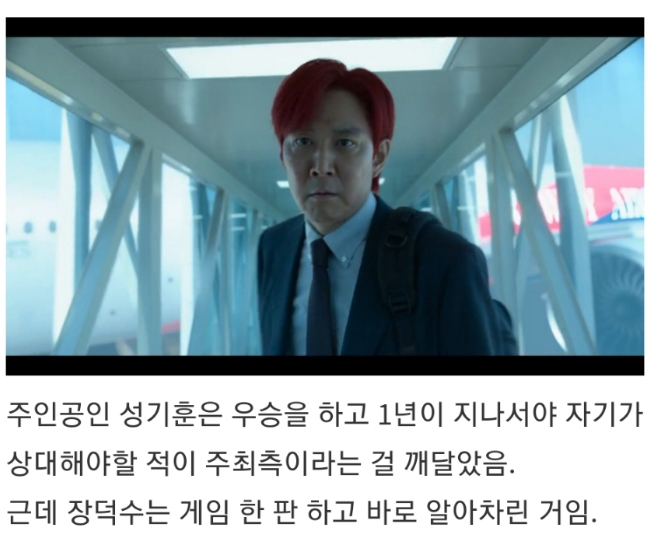 주인공인 성기훈은 우승을 하고 1년이 지나서야 자기가
상대해야할 적이 주최측이라는 걸 깨달았음.
근데 장덕수는 게임 한 판 하고 바로 알아차린 거임.